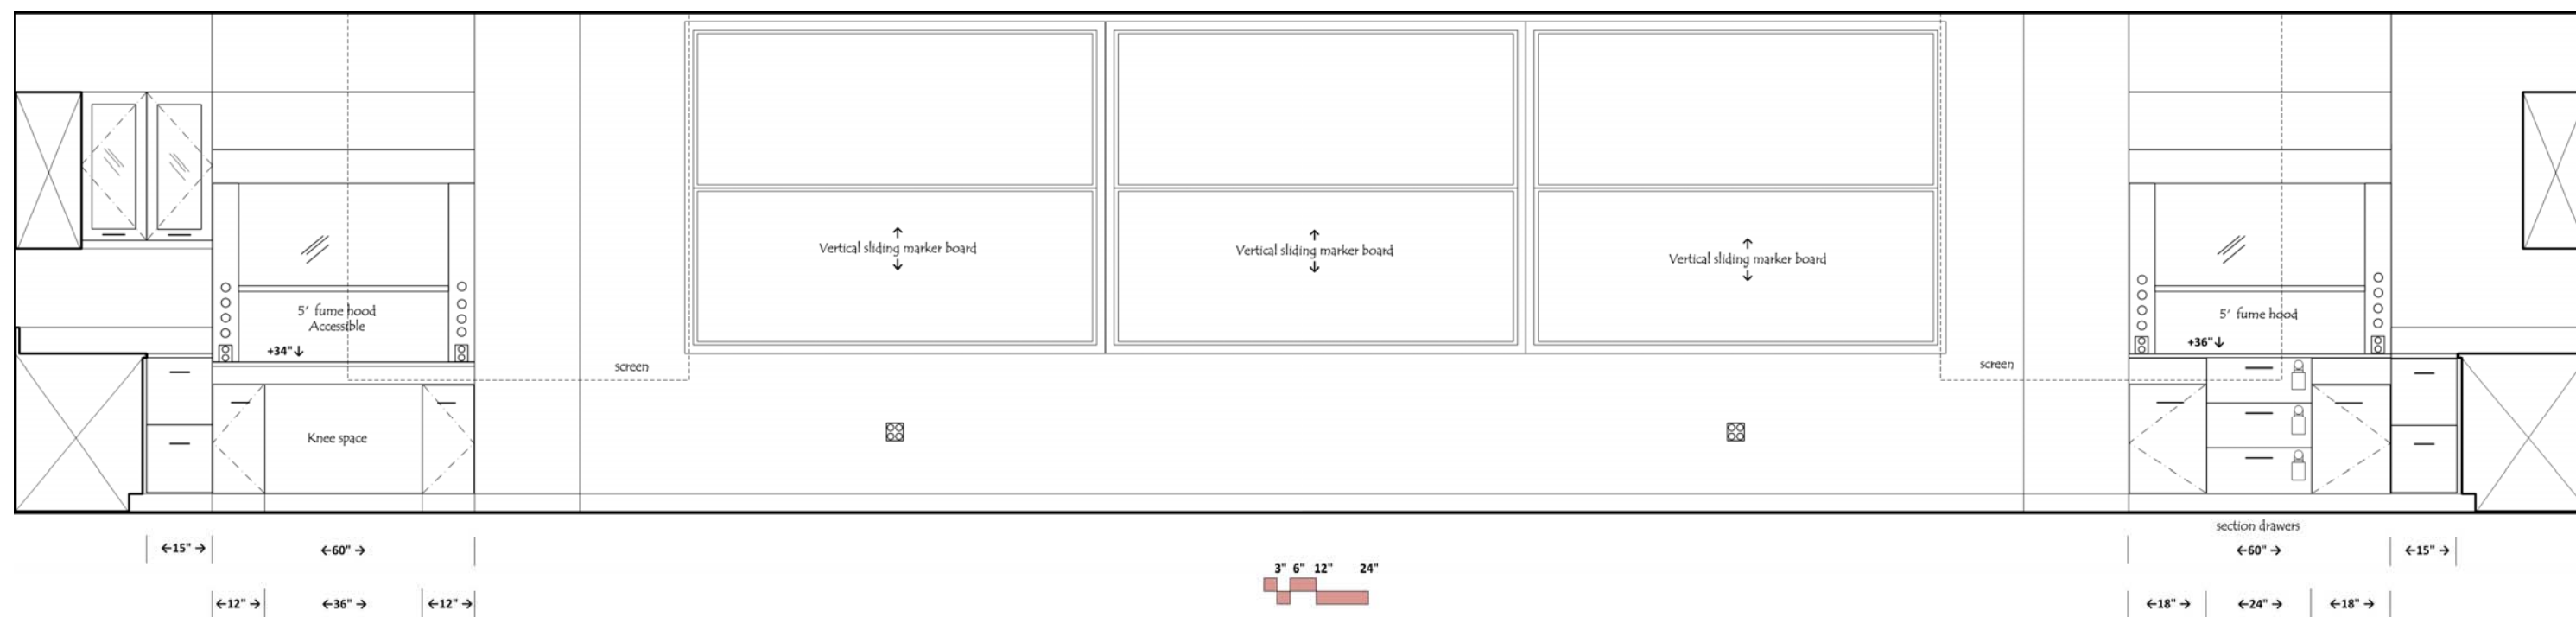 Vertical sliding marker board
Vertical sliding marker board
Vertical sliding marker board
5' fume hood
Accessible
+34"↓
5' fume hood
+36"↓
screen
screen
Knee space
section drawers
←15"→
←60"→
←60"→
←15"→
3" 6" 12" 24"
←12"→
←36"→
←12"→
←18"→
←24"→
←18"→